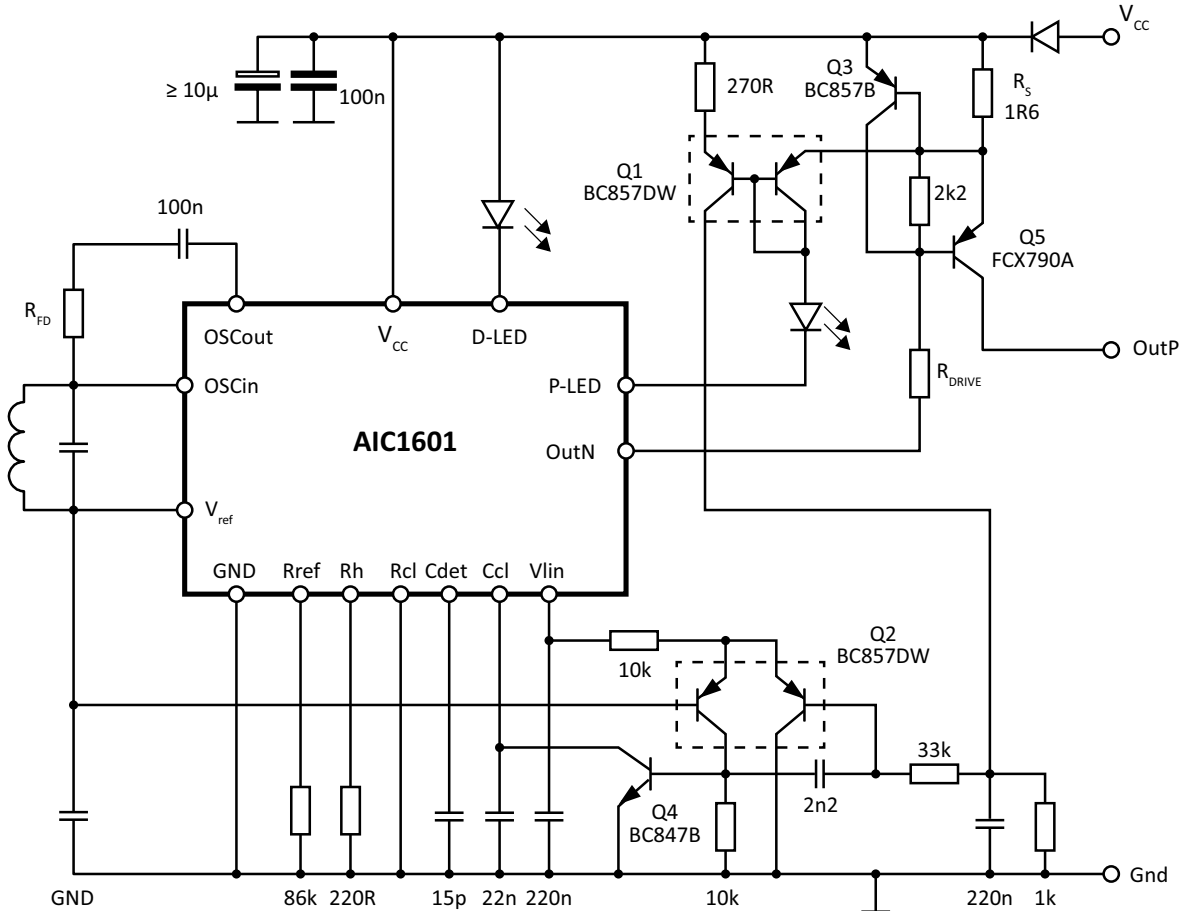 V CC
≥ 10µ
100n
270R
Q3
BC857B
R S
1R6
Q1
BC857DW
2k2
Q5
FCX790A
100n
R FD
OSCout
V CC
D-LED
OutP
OSCin
P-LED
R DRIVE
AIC1601
OutN
V ref
GND
Rref
Rh
Rcl
Cdet
Ccl
Vlin
Q2
BC857DW
10k
33k
2n2
Q4
BC847B
Gnd
GND
86k
220R
15p
22n
220n
10k
220n
1k